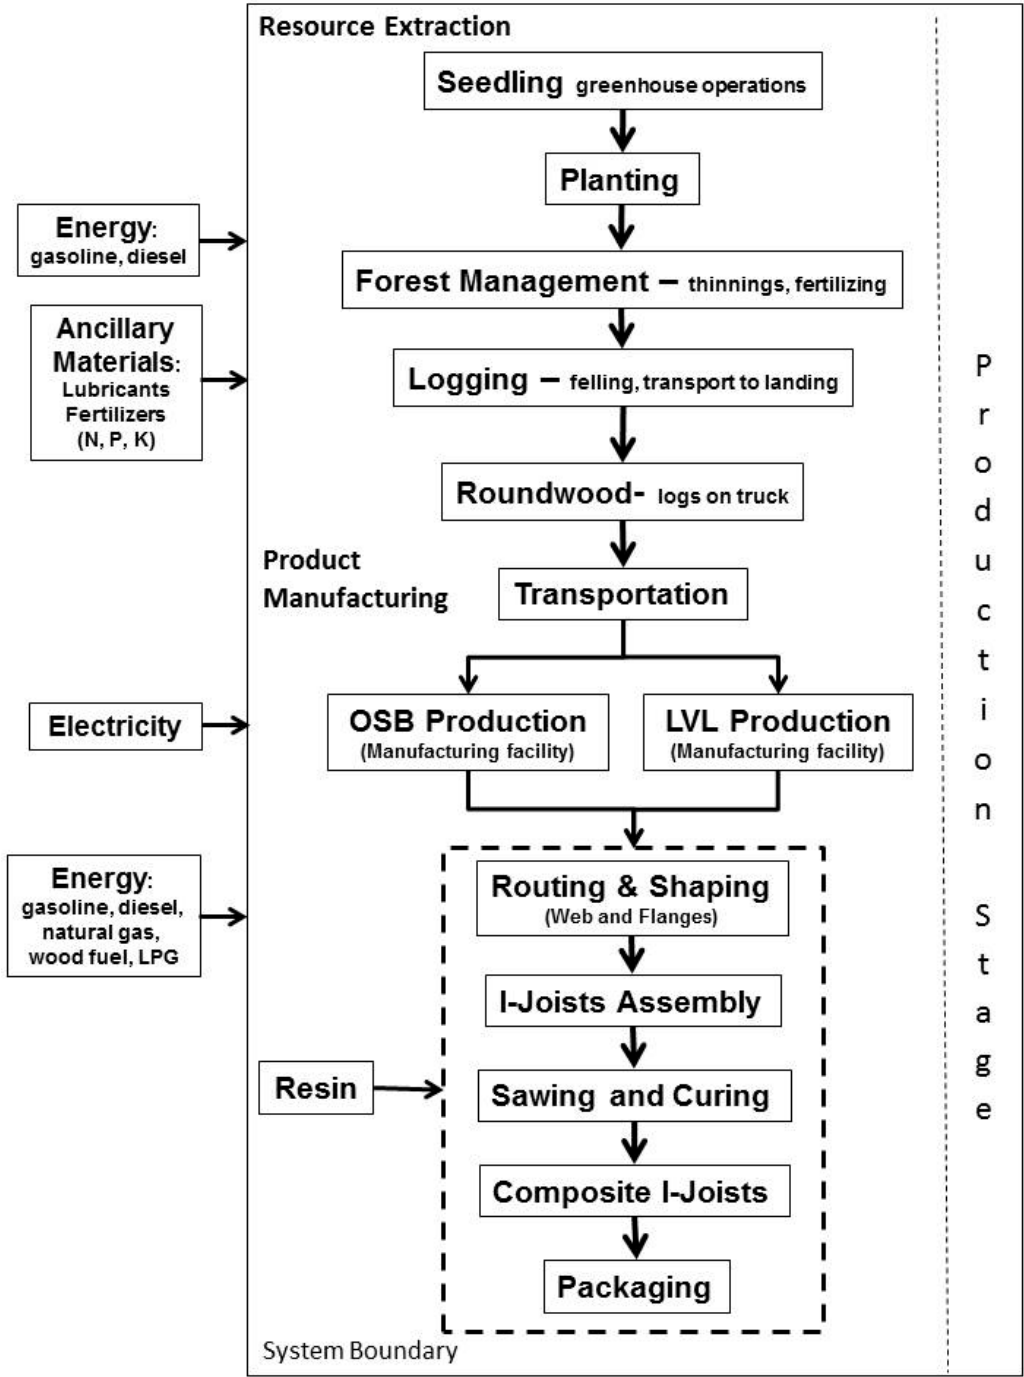 Resource Extraction
Seedling greenhouse operations
Planting
Energy:
gasoline, diesel
Forest Management – thinnings, fertilizing
Ancillary
Materials:
Lubricants
Fertilizers
(N, P, K)
Logging – felling, transport to landing
Roundwood- logs on truck
Product
Manufacturing
Transportation
Electricity
OSB Production
(Manufacturing facility)
LVL Production
(Manufacturing facility)
Energy:
gasoline, diesel,
natural gas,
wood fuel, LPG
Routing & Shaping
(Web and Flanges)
I-Joists Assembly
Resin
Sawing and Curing
Composite I-Joists
Packaging
System Boundary
Production Stage